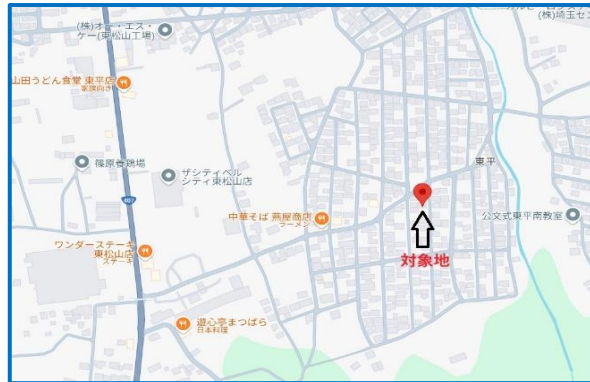 (株)オー・エス・
ケー(東松山工場)
(株)埼玉セン
山田うどん食堂 東平店
家族向き
篠原養鶏場
ザシティベル
シティ東松山店
407
東平
中華そば 燕屋商店
ラーメン
公文式東平南教室
ワンダーステーキ
東松山店
ステーキ
対象地
遊心亭まつばら
日本料理